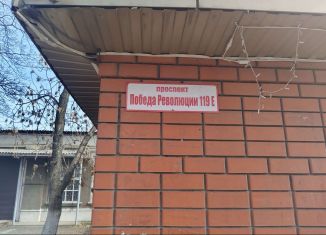 проспект
Победа Революции 119 Е